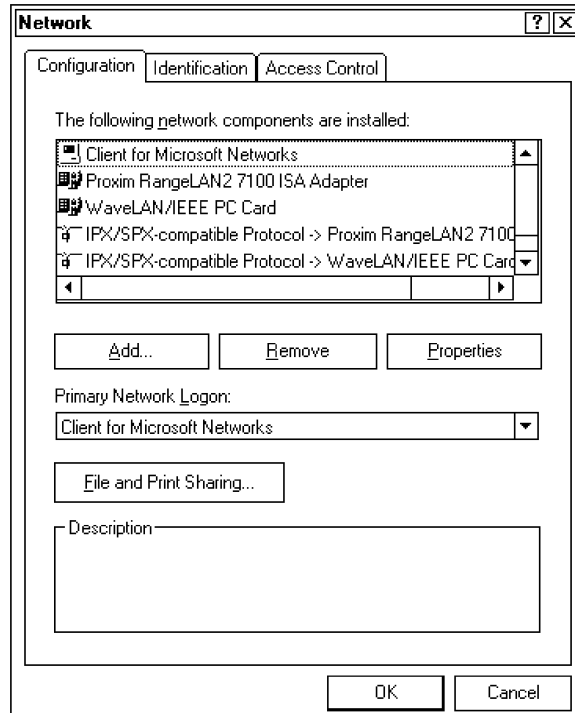 Network
Configuration
Identification
Access Control
The following network components are installed:
Client for Microsoft Networks
Proxim RangeLAN2 7100 ISA Adapter
WaveLAN/IEEE PC Card
IPX/SPX-compatible Protocol -> Proxim RangeLAN2 7100
IPX/SPX-compatible Protocol -> WaveLAN/IEEE PC Card
Add...
Remove
Properties
Primary Network Logon:
Client for Microsoft Networks
File and Print Sharing...
Description
OK
Cancel